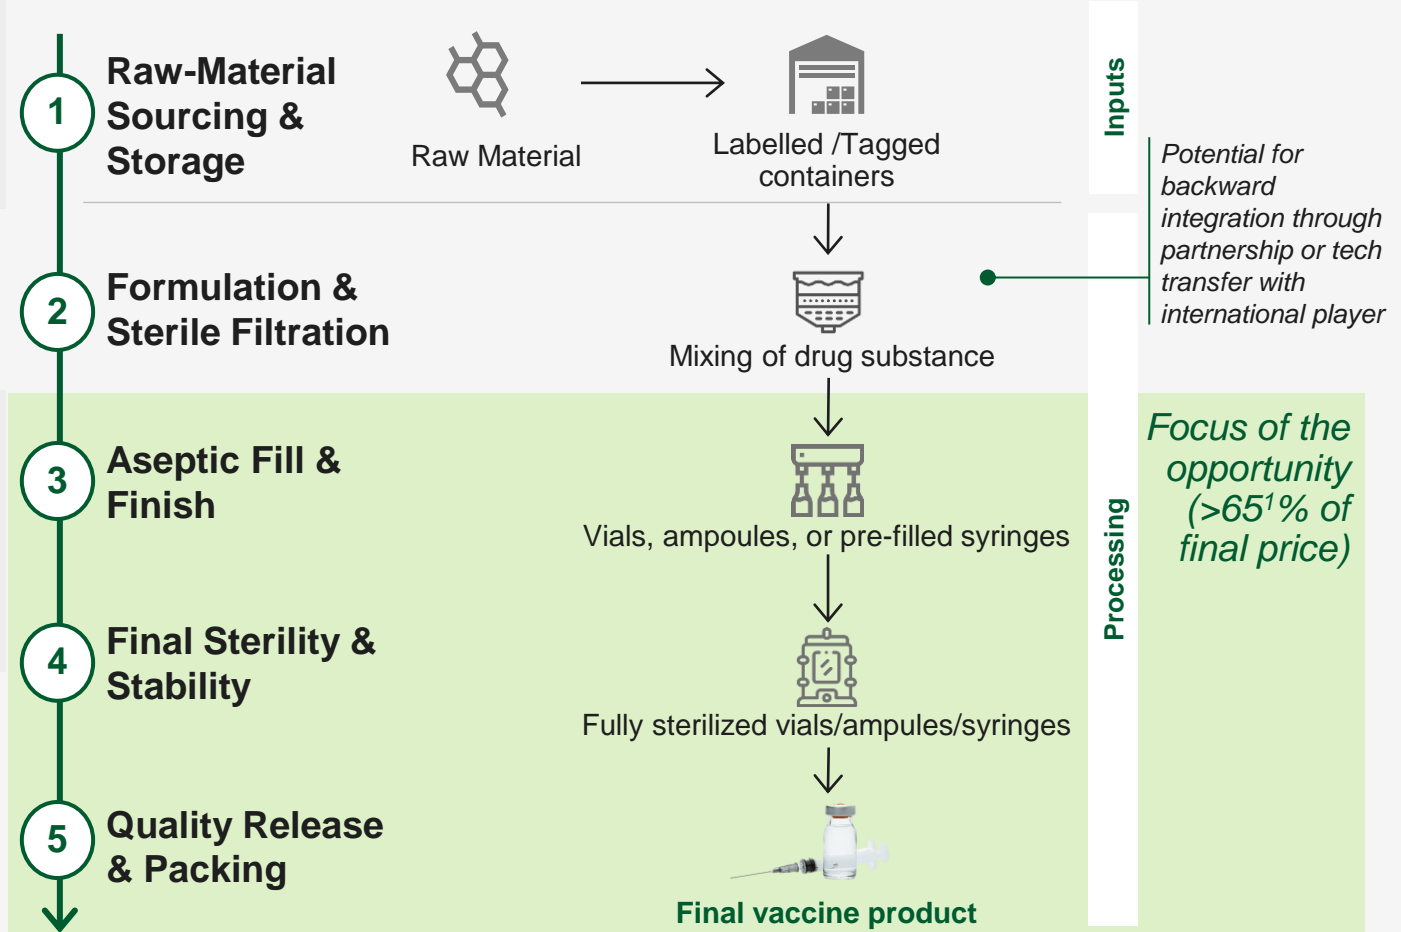 1
Raw-Material
Sourcing &
Storage
Raw Material
Labelled /Tagged
containers
Inputs
Potential for
backward
integration through
partnership or tech
transfer with
international player
2
Formulation &
Sterile Filtration
Mixing of drug substance
Processing
3
Aseptic Fill &
Finish
Vials, ampoules, or pre-filled syringes
Focus of the
opportunity
(>65¹% of
final price)
4
Final Sterility &
Stability
Fully sterilized vials/ampules/syringes
5
Quality Release
& Packing
Final vaccine product